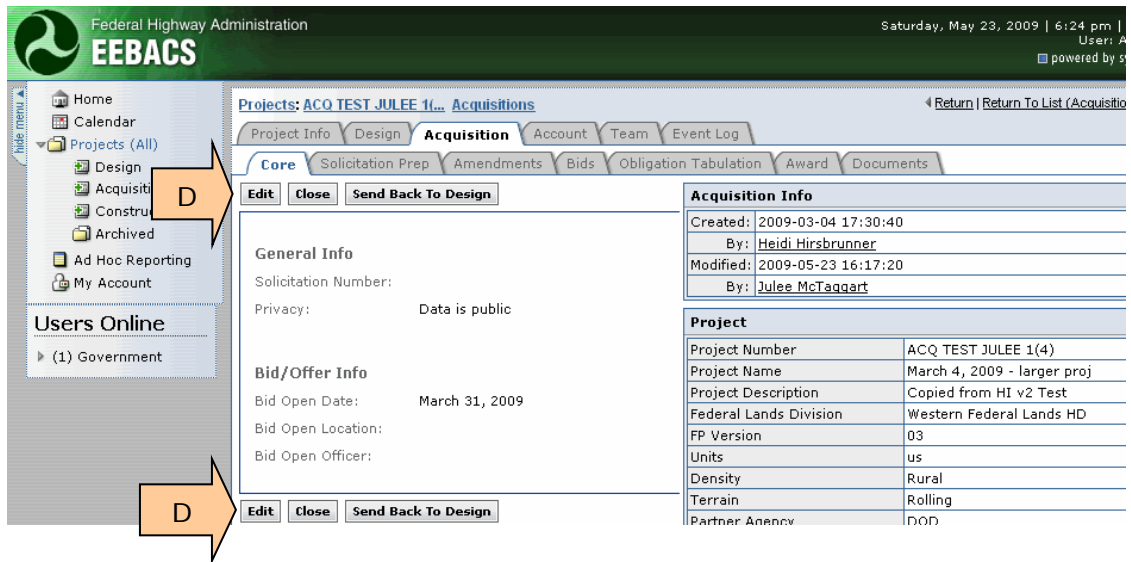 Federal Highway Administration
EEBACS
Saturday, May 23, 2009 | 6:24 pm |
User: A
powered by sy
hide menu
Home
Calendar
Projects (All)
Design
Acquisiti
Constru
Archived
Ad Hoc Reporting
My Account
Users Online
(1) Government
Projects: ACQ TEST JULEE 1(... Acquisitions
Return | Return To List (Acquisitio
Project Info Design Acquisition Account Team Event Log
Core Solicitation Prep Amendments Bids Obligation Tabulation Award Documents
D
Edit Close Send Back To Design
General Info
Solicitation Number:
Privacy: Data is public
Bid/Offer Info
Bid Open Date: March 31, 2009
Bid Open Location:
Bid Open Officer:
D
Edit Close Send Back To Design
Acquisition Info
Created: 2009-03-04 17:30:40
By: Heidi Hirsbrunner
Modified: 2009-05-23 16:17:20
By: Julee McTaggart
Project
Project Number ACQ TEST JULEE 1(4)
Project Name March 4, 2009 - larger proj
Project Description Copied from HI v2 Test
Federal Lands Division Western Federal Lands HD
FP Version 03
Units us
Density Rural
Terrain Rolling
Partner Agency DOD